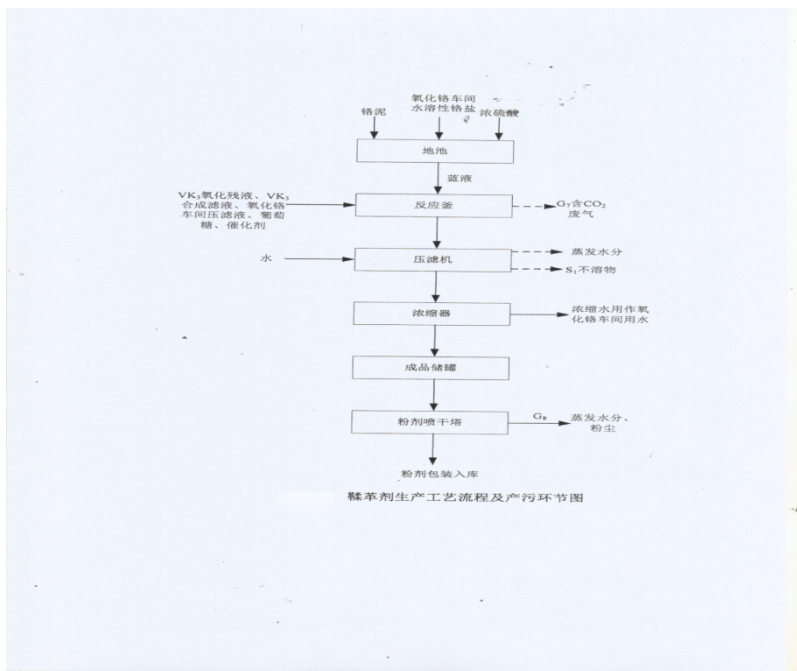 铬泥
氧化铬车间
水溶性铬盐
浓硫酸
地池
蓝液
VK₃氧化残液、VK₃
合成滤液、氧化铬
车间压滤液、葡萄
糖、催化剂
反应釜
G₇含CO₂
废气
水
压滤机
蒸发水分
S₁不溶物
浓缩器
浓缩水用作氧
化铬车间用水
成品储罐
粉剂喷干塔
G₈
蒸发水分、
粉尘
粉剂包装入库
鞣革剂生产工艺流程及产污环节图